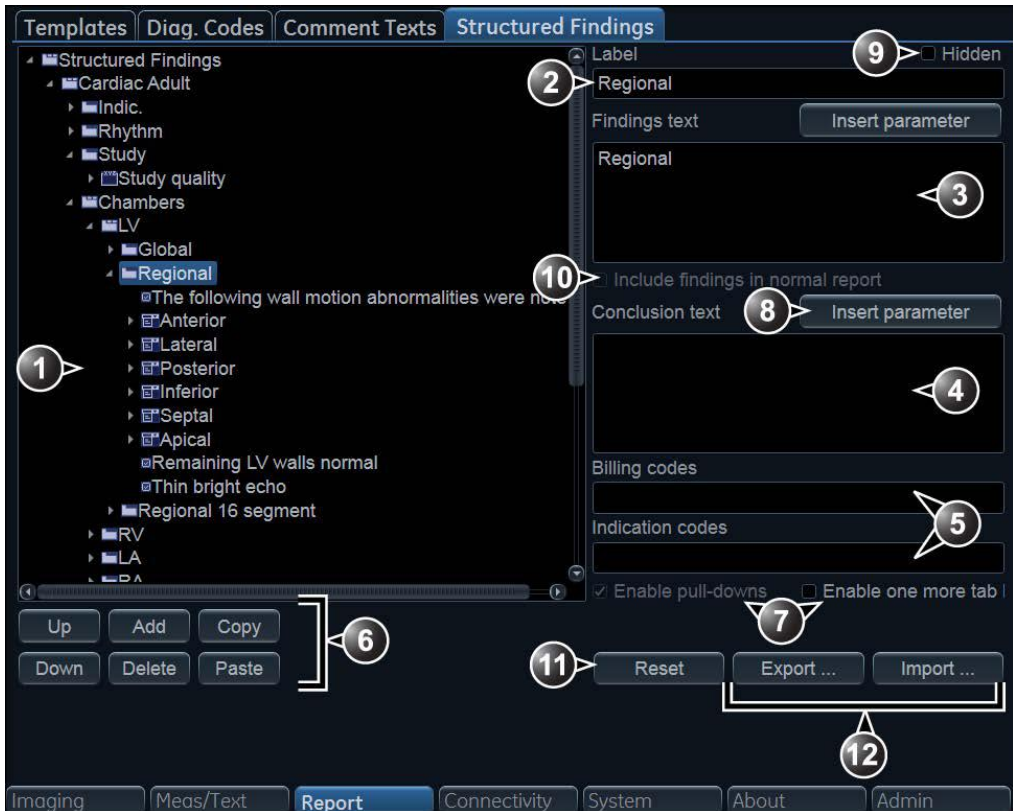 Templates Diag. Codes Comment Texts Structured Findings
Structured Findings
Cardiac Adult
Indic.
Rhythm
Study
Study quality
Chambers
LV
Global
Regional
The following wall motion abnormalities were note
Anterior
Lateral
Posterior
Inferior
Septal
Apical
Remaining LV walls normal
Thin bright echo
Regional 16 segment
RV
LA
RA
1
Label 9 Hidden
2 Regional
Findings text Insert parameter
Regional
3
10 Include findings in normal report
Conclusion text 8 Insert parameter
4
Billing codes
5
Indication codes
Enable pull-downs Enable one more tab
7
Up Add Copy
6
Down Delete Paste
11 Reset Export ... Import ...
12
Imaging Meas/Text Report Connectivity System About Admin